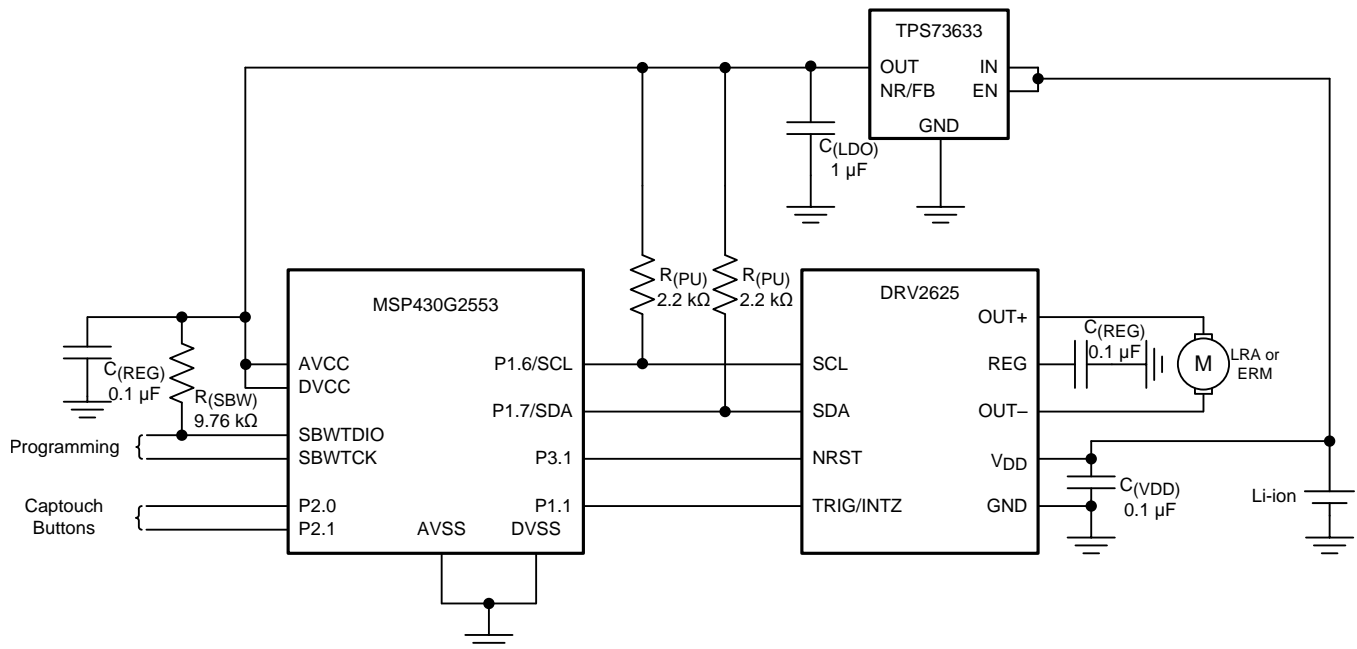 TPS73633
OUT
IN
NR/FB
EN
GND
C(LDO)
1 µF
R(PU)
2.2 kΩ
R(PU)
2.2 kΩ
MSP430G2553
AVCC
DVCC
SBWTDIO
SBWTCK
P2.0
P2.1
AVSS
DVSS
P1.6/SCL
P1.7/SDA
P3.1
P1.1
C(REG)
0.1 µF
R(SBW)
9.76 kΩ
Programming
Captouch
Buttons
DRV2625
SCL
SDA
NRST
TRIG/INTZ
OUT+
REG
OUT–
VDD
GND
C(REG)
0.1 µF
M
LRA or
ERM
C(VDD)
0.1 µF
Li-ion